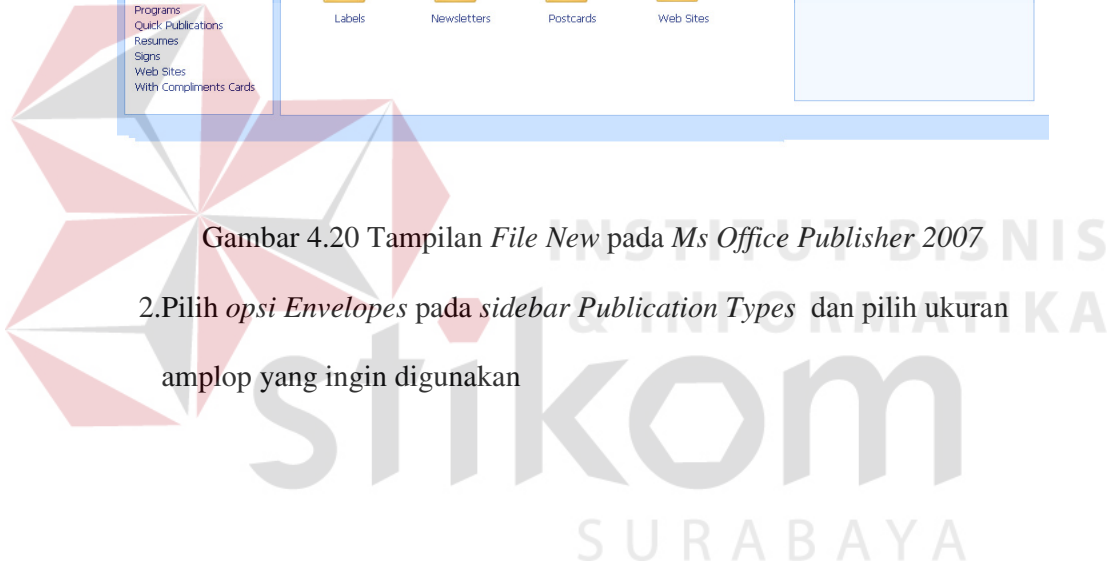 Programs
Quick Publications
Resumes
Signs
Web Sites
With Compliments Cards
Labels Newsletters Postcards Web Sites
Gambar 4.20 Tampilan File New pada Ms Office Publisher 2007
2.Pilih opsi Envelopes pada sidebar Publication Types dan pilih ukuran
amplop yang ingin digunakan
INSTITUT BISNIS
& INFORMATIKA
stikom
SURABAYA